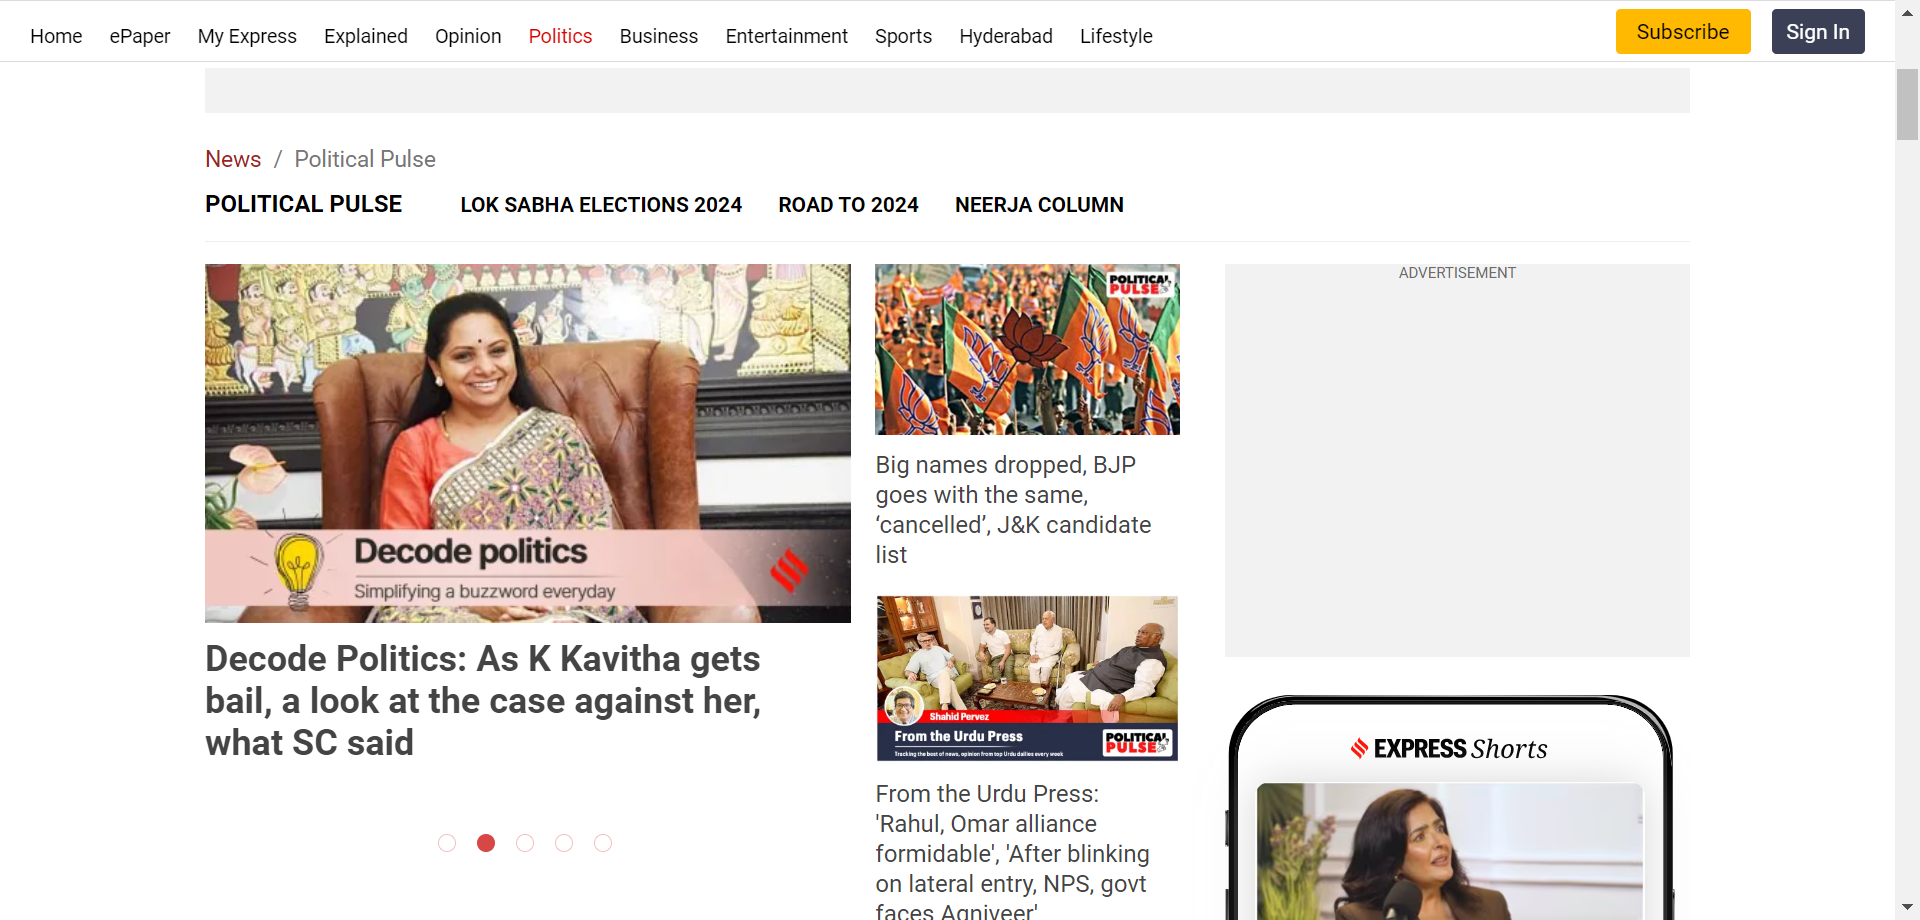 Home ePaper My Express Explained Opinion Politics Business Entertainment Sports Hyderabad Lifestyle Subscribe Sign In
News / Political Pulse
POLITICAL PULSE LOK SABHA ELECTIONS 2024 ROAD TO 2024 NEERJA COLUMN
Decode politics
Simplifying a buzzword everyday
Decode Politics: As K Kavitha gets
bail, a look at the case against her,
what SC said
POLITICAL
PULSE
Big names dropped, BJP
goes with the same,
‘cancelled’, J&K candidate
list
Shahid Pervez
From the Urdu Press
Tracking the best of news, opinion from top Urdu dailies every week
POLITICAL
PULSE
From the Urdu Press:
'Rahul, Omar alliance
formidable', 'After blinking
on lateral entry, NPS, govt
faces Agniveer'
ADVERTISEMENT
EXPRESS Shorts